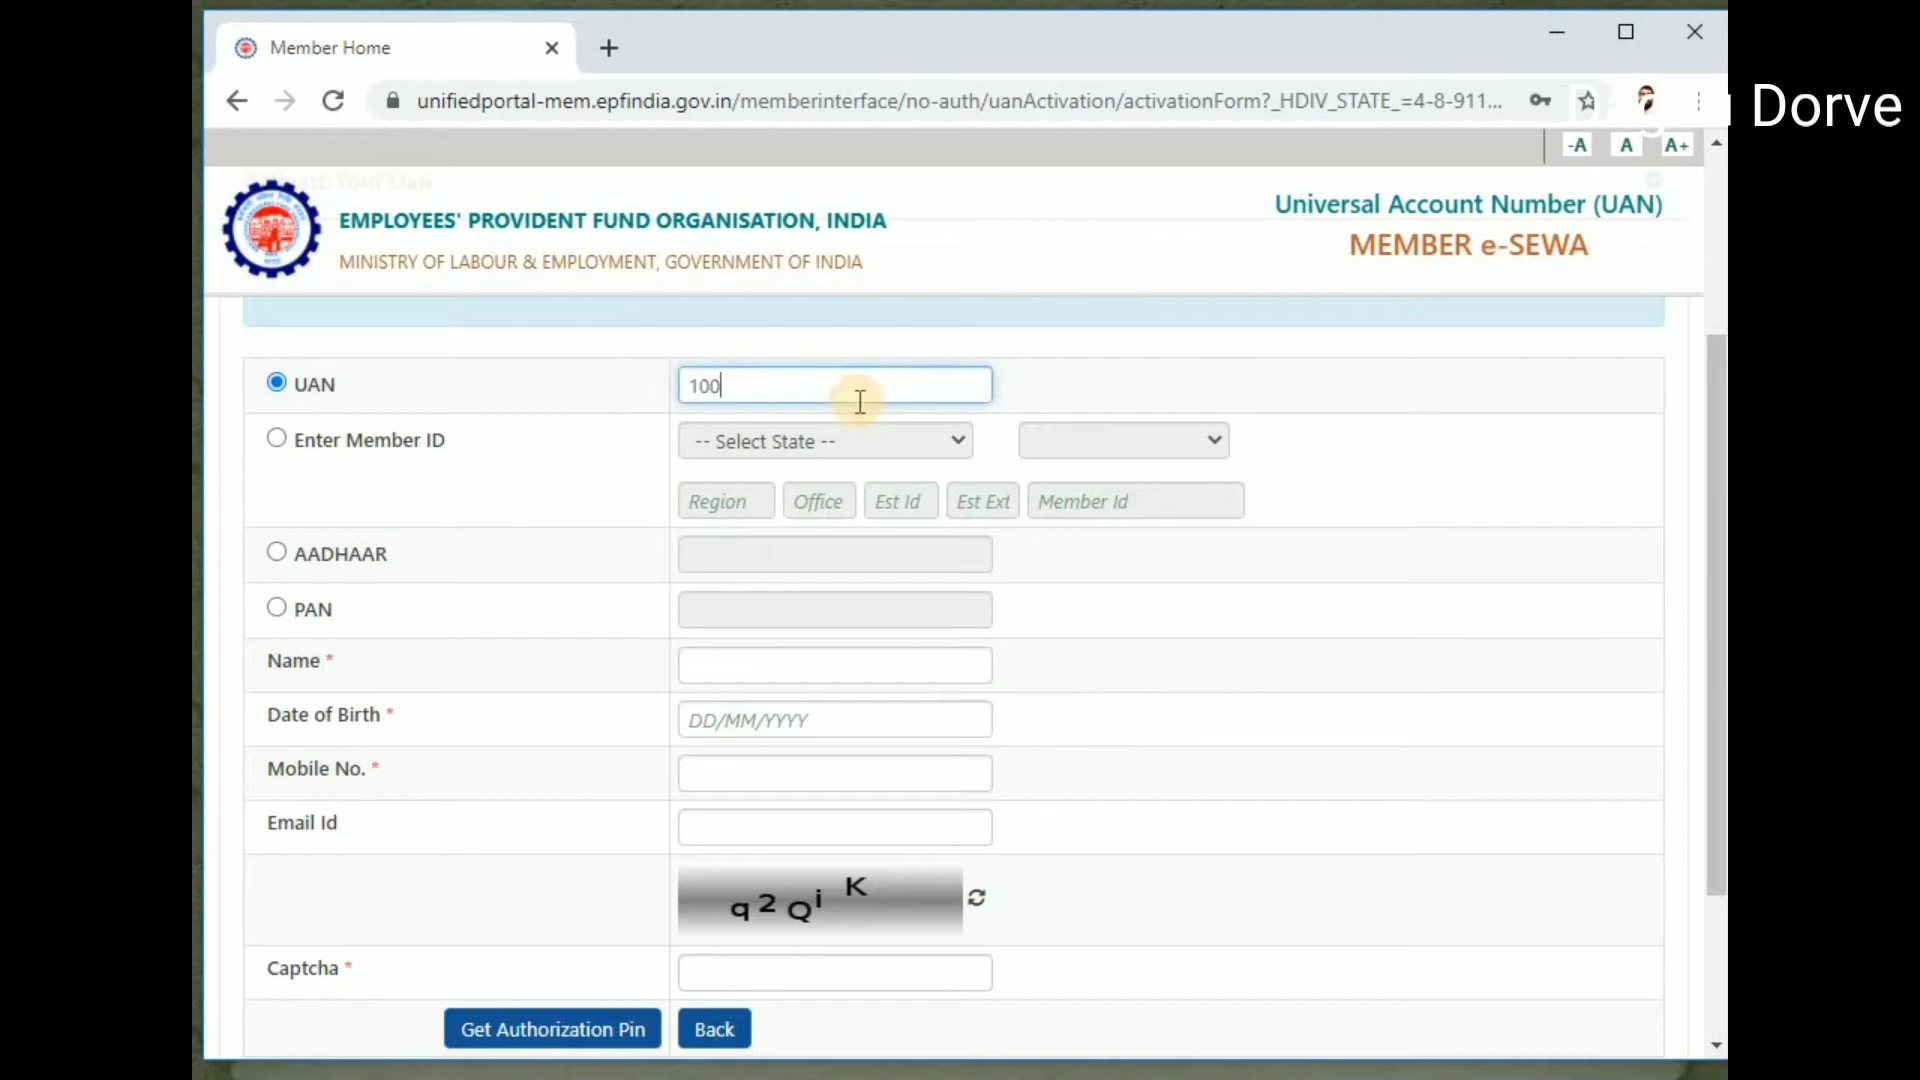 Member Home
unifiedportal-mem.epfindia.gov.in/memberinterface/no-auth/uanActivation/activationForm?_HDIV_STATE_=4-8-911...
Dorve
-A A A+
EMPLOYEES' PROVIDENT FUND ORGANISATION, INDIA
MINISTRY OF LABOUR & EMPLOYMENT, GOVERNMENT OF INDIA
Universal Account Number (UAN)
MEMBER e-SEWA
UAN 100
Enter Member ID -- Select State --
Region Office Est Id Est Ext Member Id
AADHAAR
PAN
Name *
Date of Birth * DD/MM/YYYY
Mobile No. *
Email Id
q 2 Q i K
Captcha *
Get Authorization Pin Back